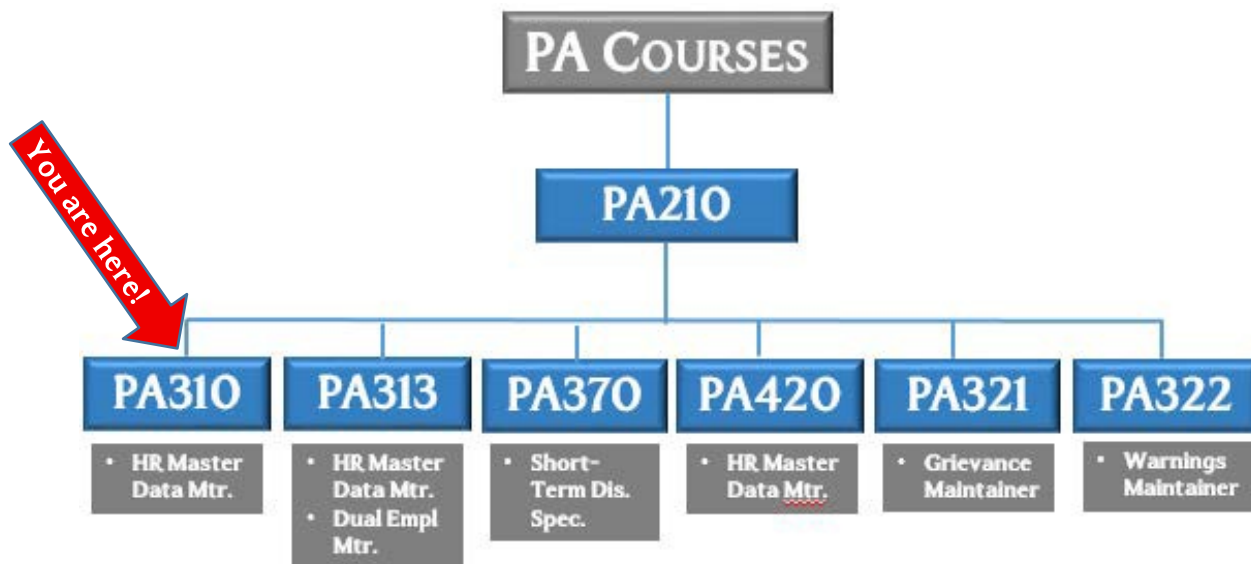 PA COURSES
You are here!
PA210
PA310
PA313
PA370
PA420
PA321
PA322
• HR Master
Data Mtr.
• HR Master
Data Mtr.
• Dual Empl
Mtr.
• Short-
Term Dis.
Spec.
• HR Master
Data Mtr.
• Grievance
Maintainer
• Warnings
Maintainer